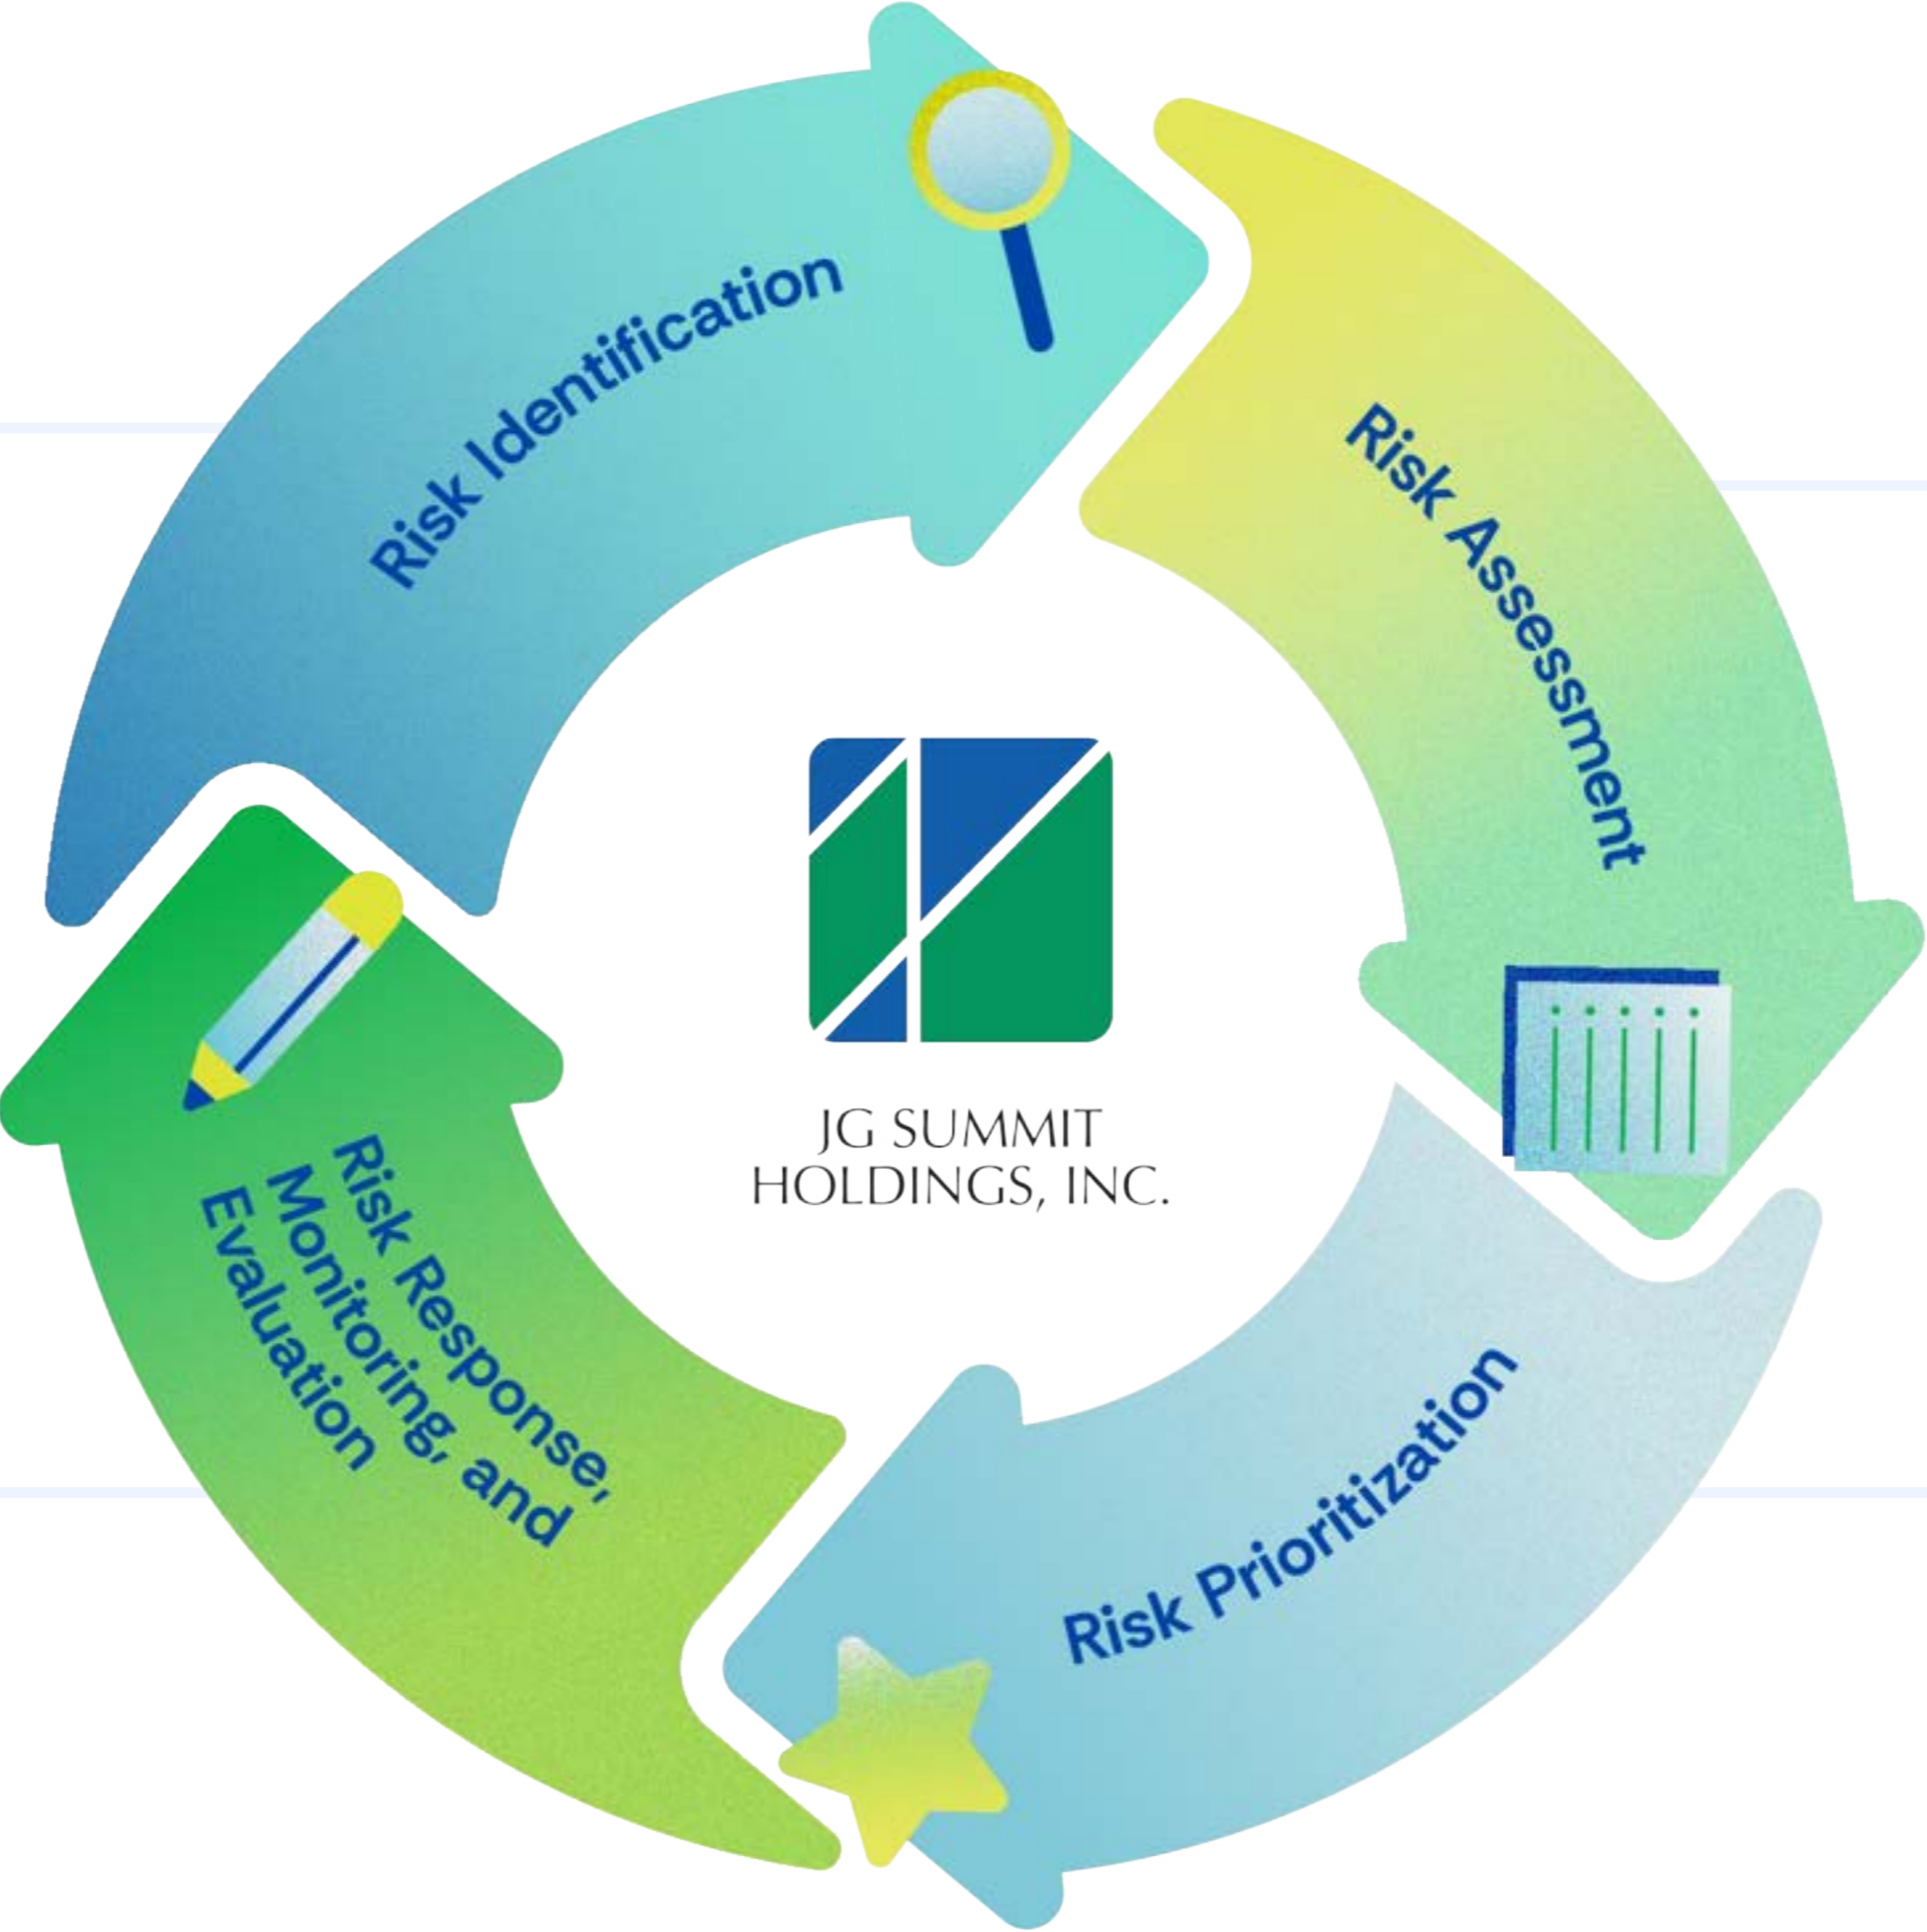 Risk Identification
Risk Assessment
JG SUMMIT
HOLDINGS, INC.
Risk Response,
Monitoring, and
Evaluation
Risk Prioritization